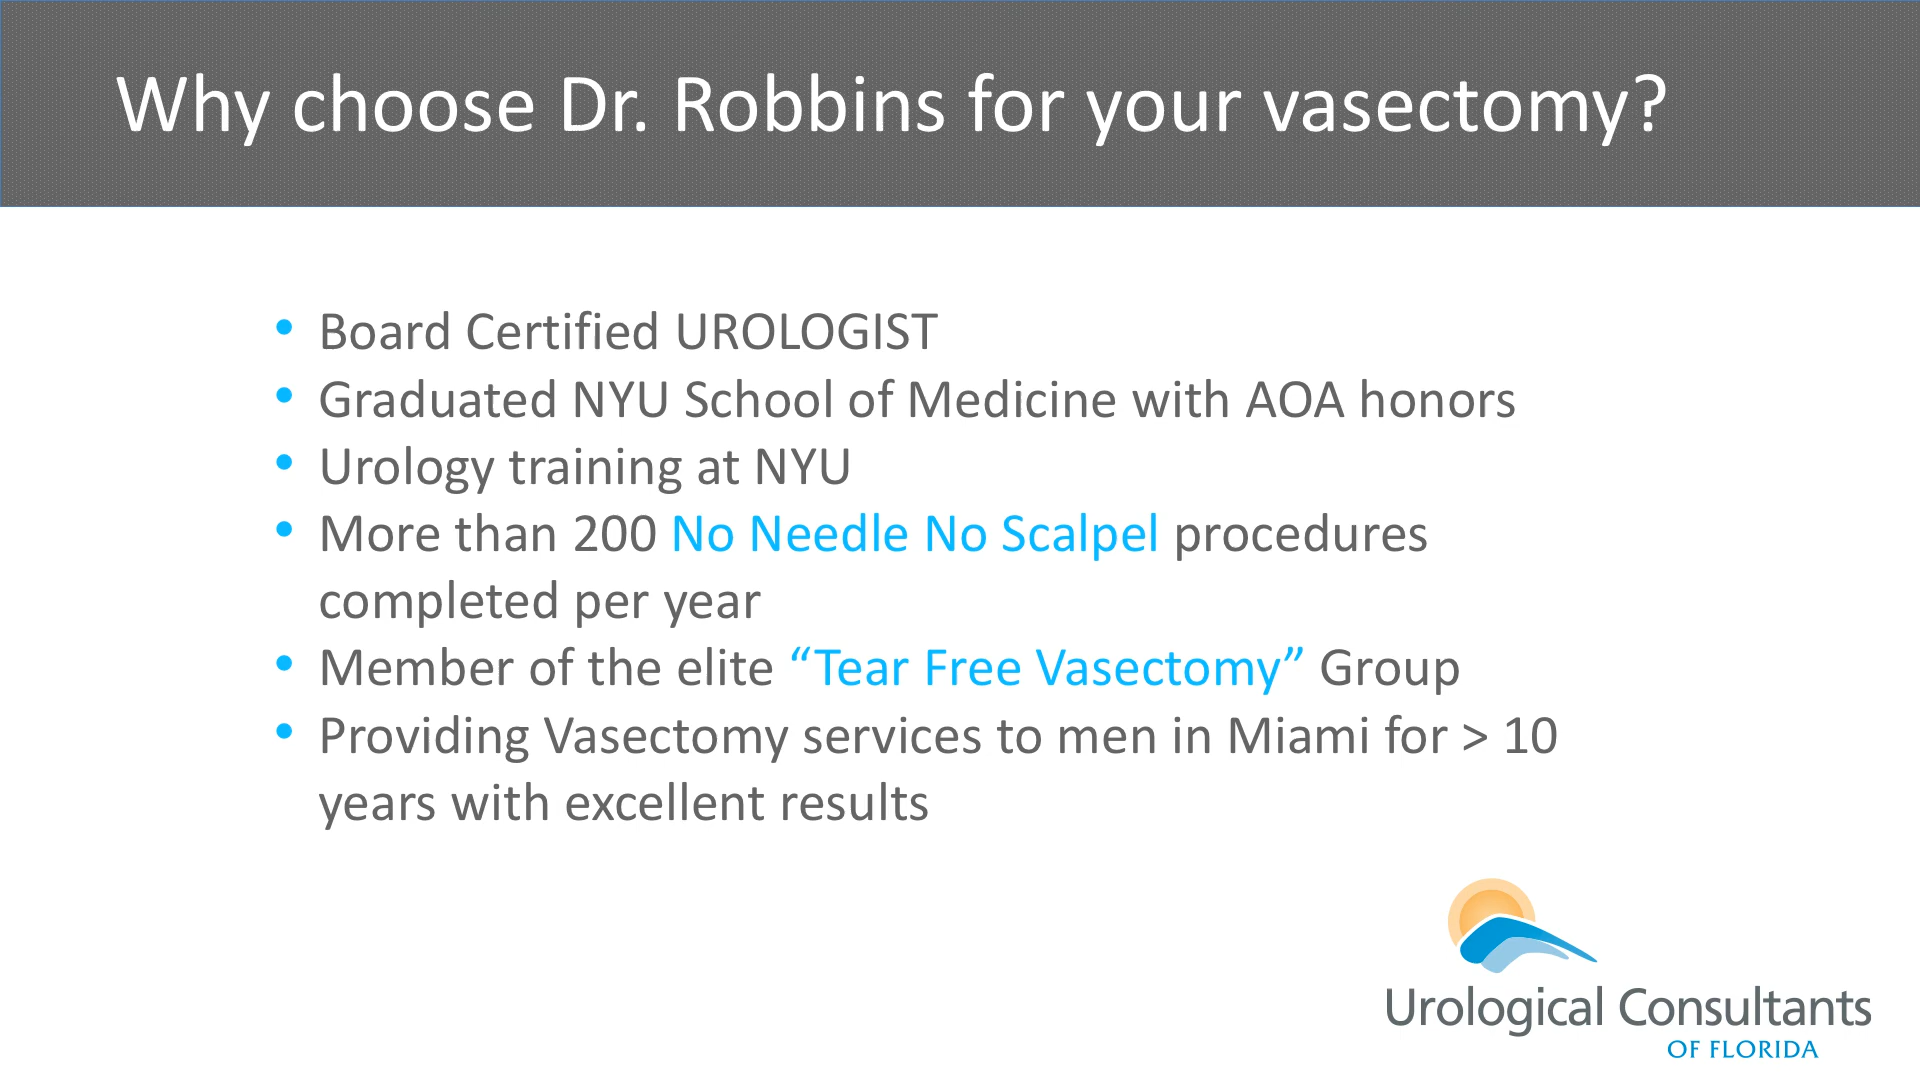 Why choose Dr. Robbins for your vasectomy?
• Board Certified UROLOGIST
• Graduated NYU School of Medicine with AOA honors
• Urology training at NYU
• More than 200 No Needle No Scalpel procedures
completed per year
• Member of the elite “Tear Free Vasectomy” Group
• Providing Vasectomy services to men in Miami for > 10
years with excellent results
Urological Consultants
OF FLORIDA